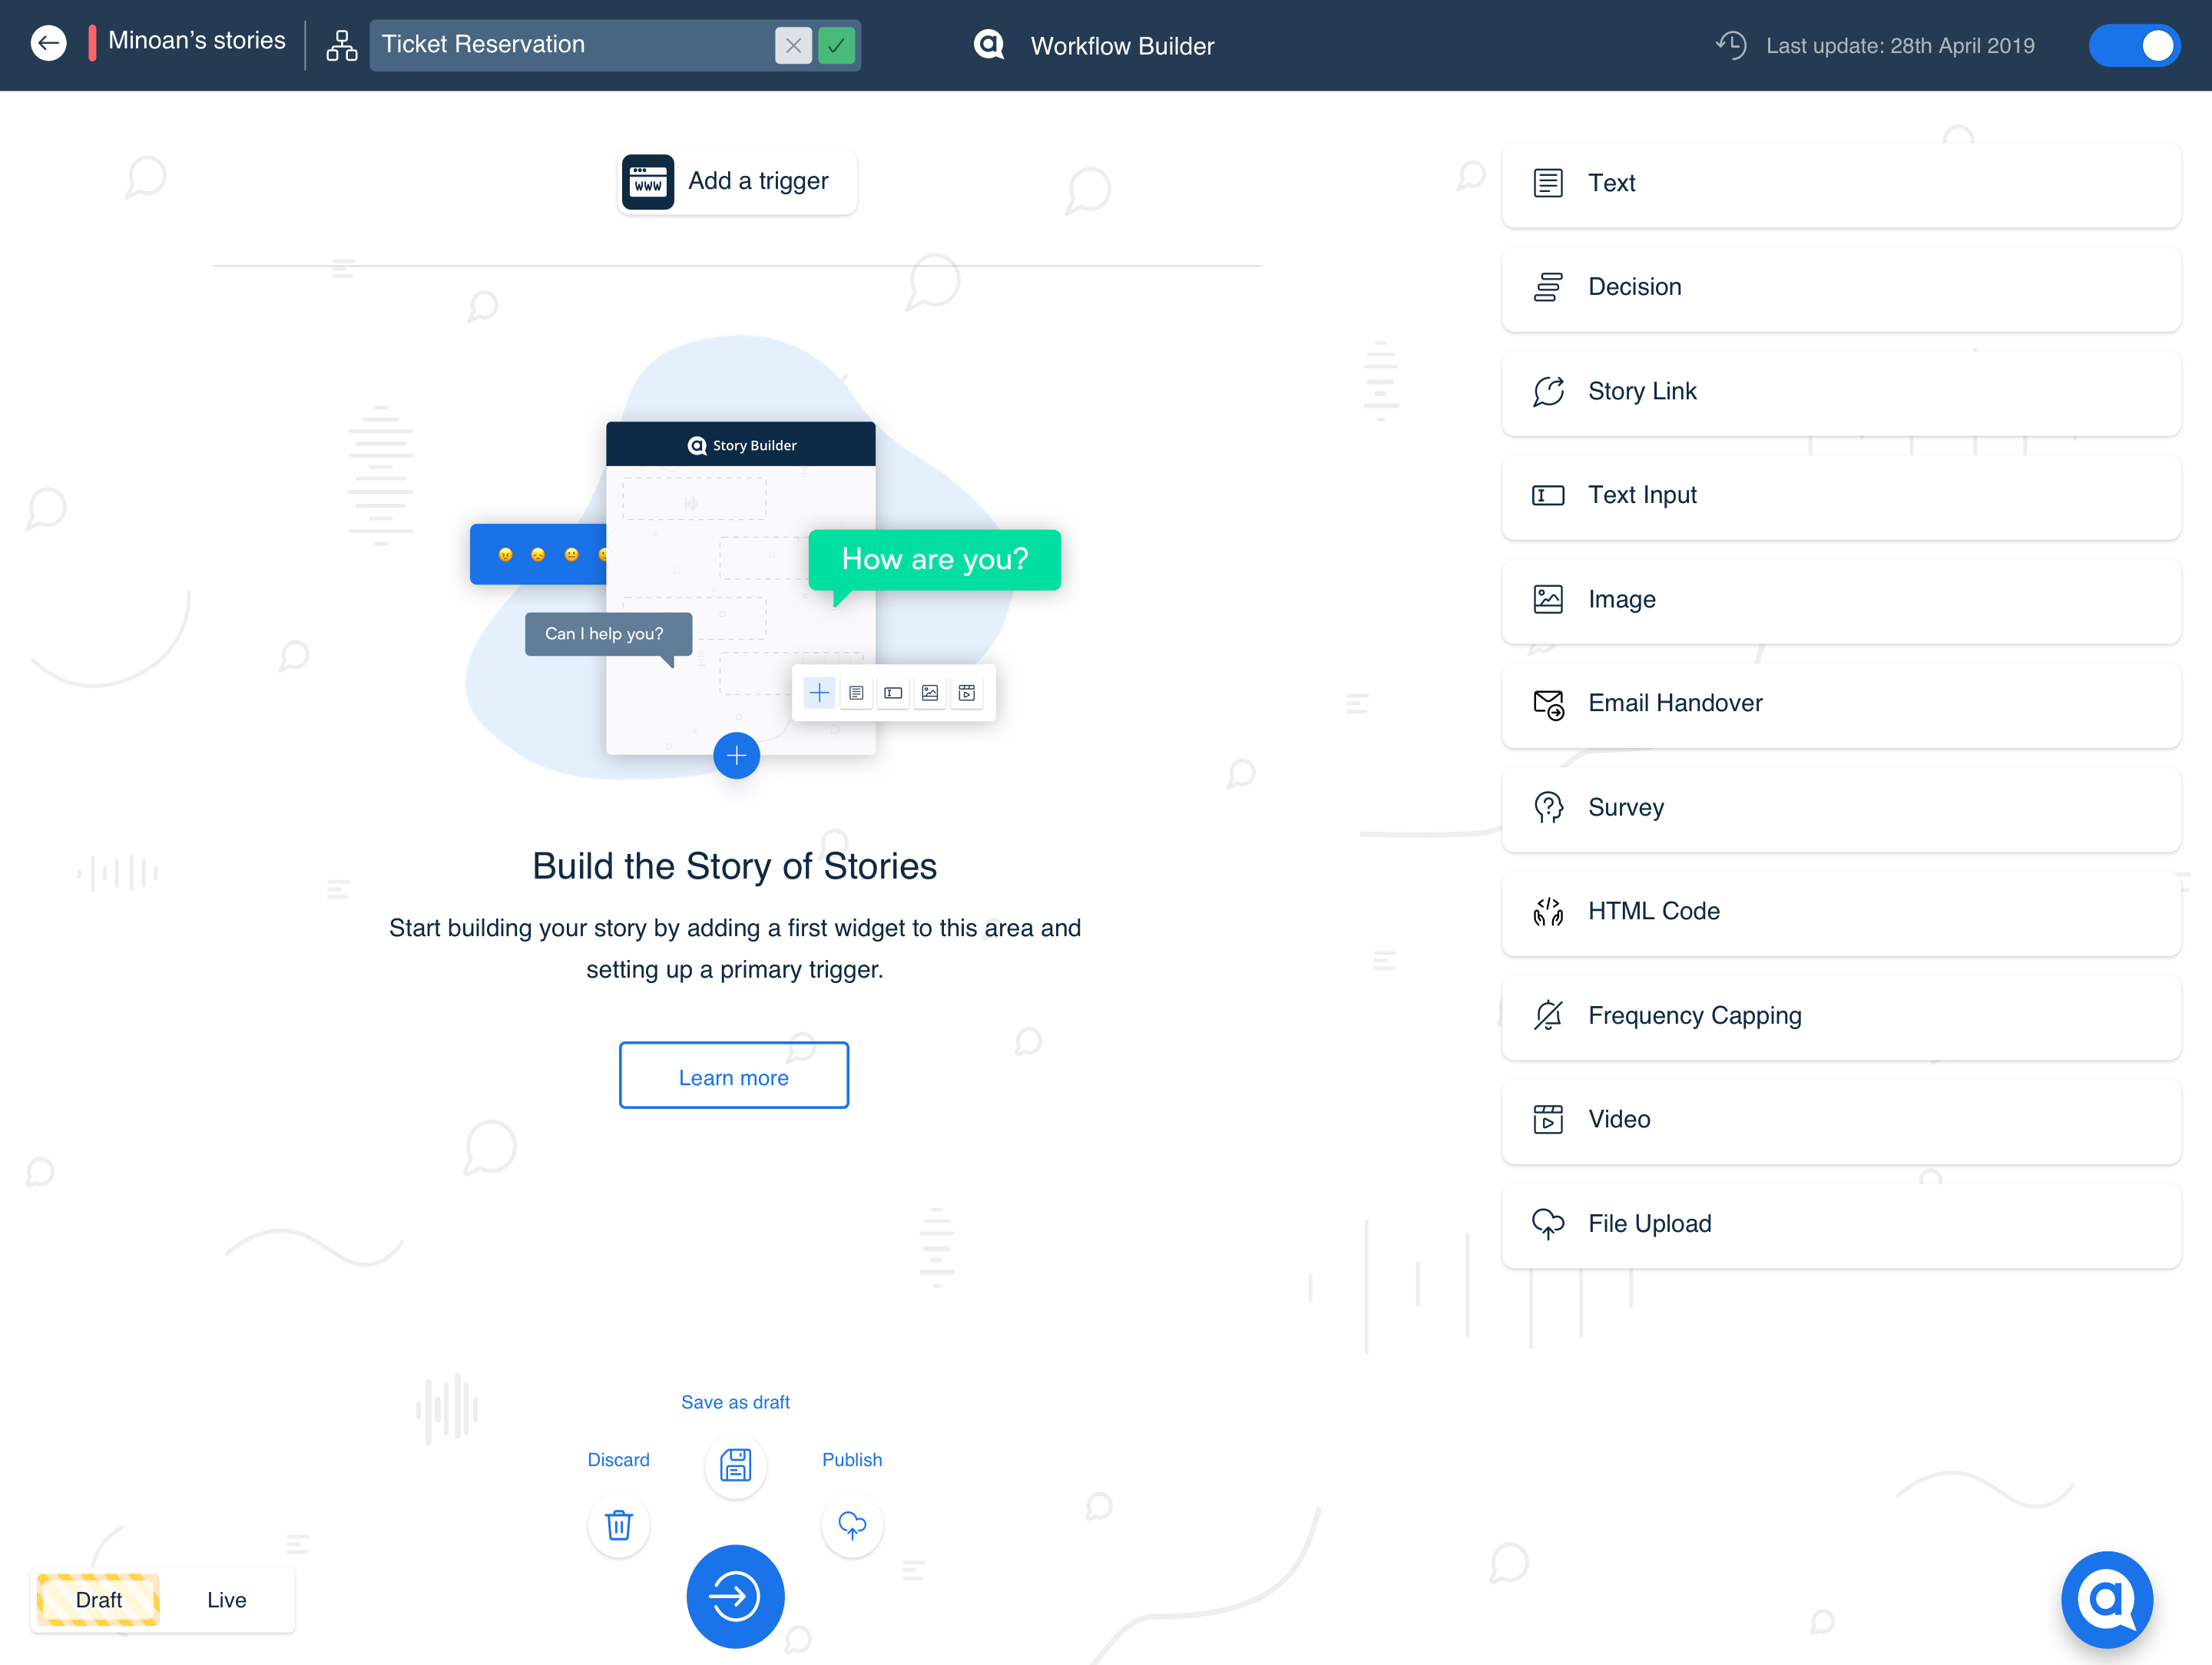 Minoan’s stories
Ticket Reservation
Workflow Builder
Last update: 28th April 2019
www
Add a trigger
Story Builder
How are you?
Can I help you?
Build the Story of Stories
Start building your story by adding a first widget to this area and
setting up a primary trigger.
Learn more
Text
Decision
Story Link
Text Input
Image
Email Handover
Survey
HTML Code
Frequency Capping
Video
File Upload
Save as draft
Discard
Publish
Draft
Live